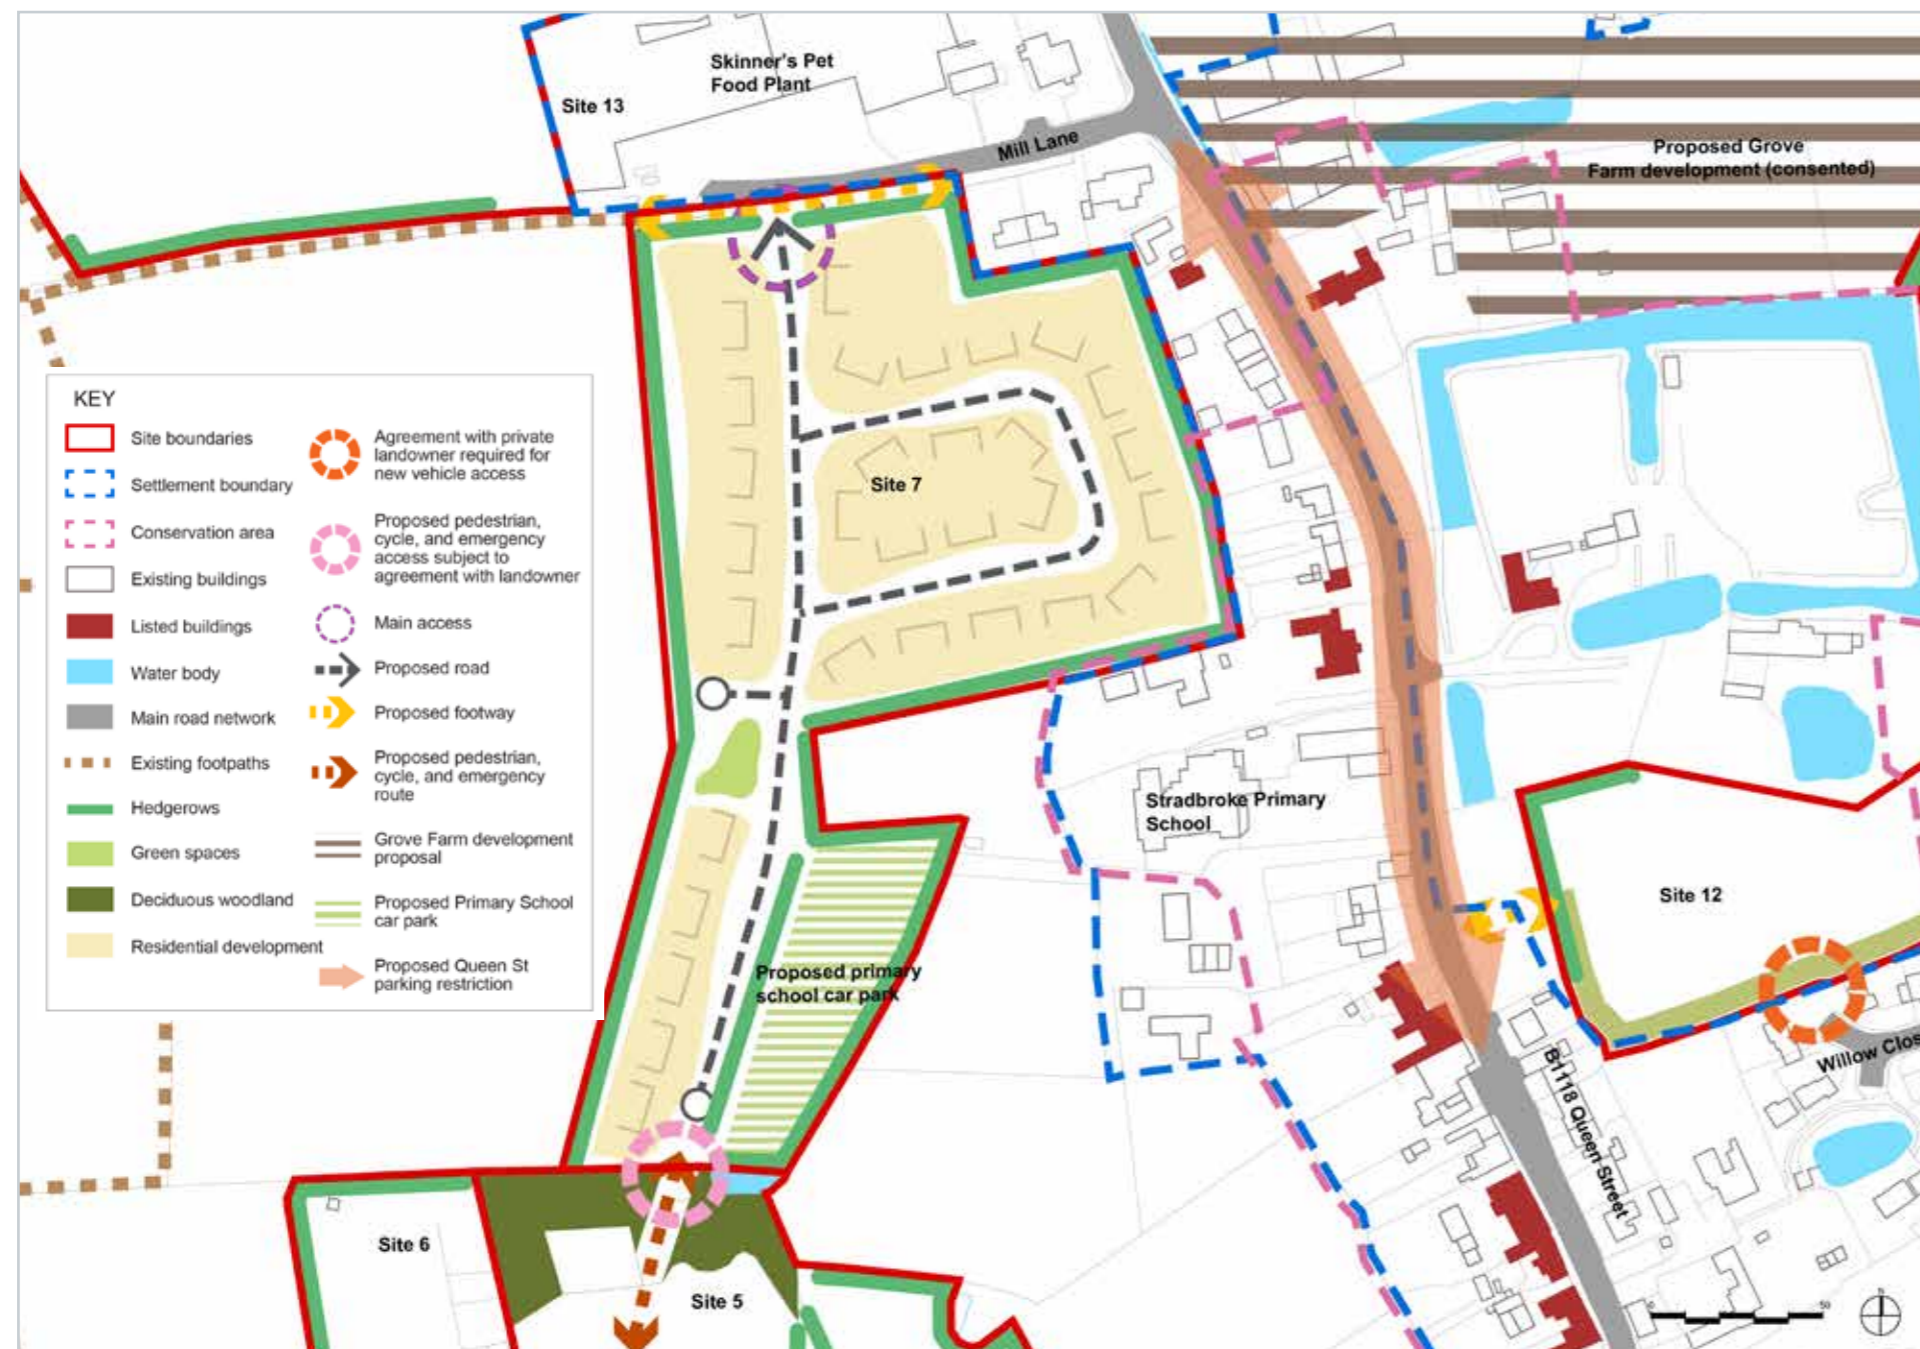 Skinner's Pet
Food Plant
Site 13
Mill Lane
Proposed Grove
Farm development (consented)
KEY
Site boundaries
Settlement boundary
Conservation area
Existing buildings
Listed buildings
Water body
Main road network
Existing footpaths
Hedgerows
Green spaces
Deciduous woodland
Residential development
Agreement with private
landowner required for
new vehicle access
Proposed pedestrian,
cycle, and emergency
access subject to
agreement with landowner
Main access
Proposed road
Proposed footway
Proposed pedestrian,
cycle, and emergency
route
Grove Farm development
proposal
Proposed Primary School
car park
Proposed Queen St
parking restriction
Site 7
Stradbroke Primary
School
Site 12
Proposed primary
school car park
Willow Clos
B1118 Queen Street
Site 6
Site 5
0
50
N